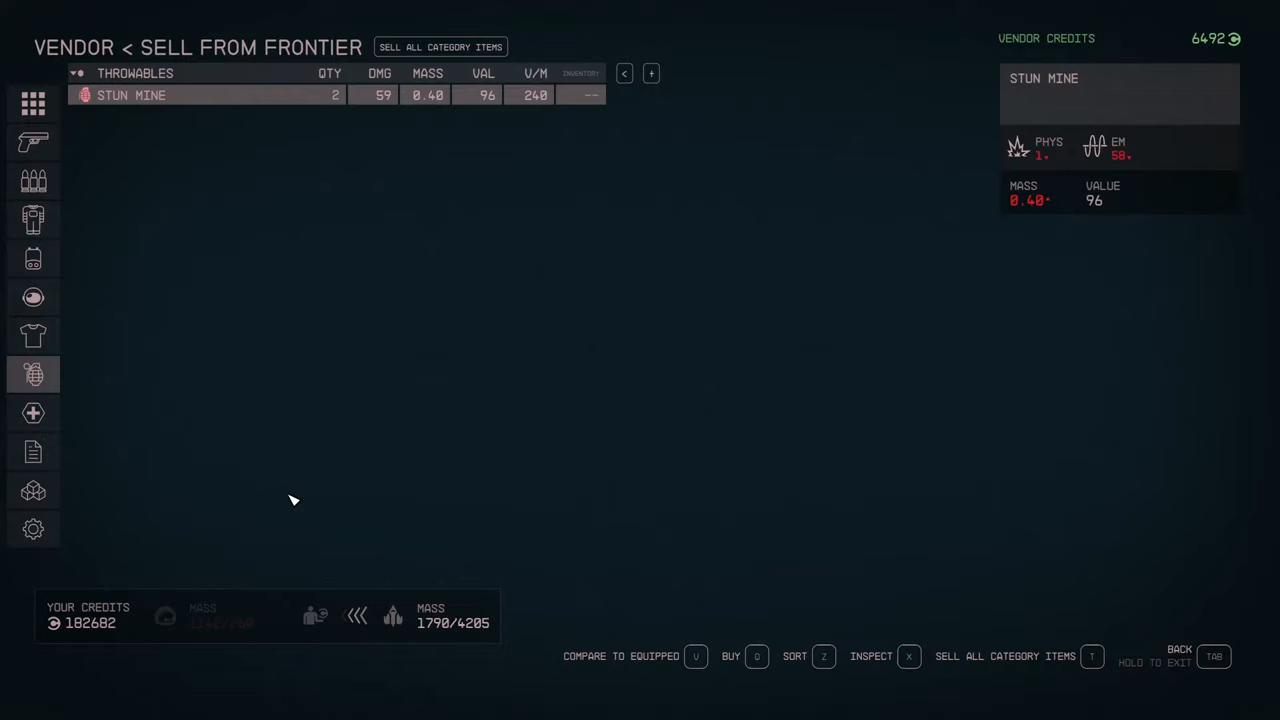 VENDOR < SELL FROM FRONTIER
SELL ALL CATEGORY ITEMS
VENDOR CREDITS 6492
THROWABLES QTY DMG MASS VAL V/M INVENTORY < +
STUN MINE 2 59 0.40 96 240 --
STUN MINE
PHYS
1
EM
58
MASS
0.40
VALUE
96
YOUR CREDITS
182682
MASS
MASS
1790/4205
COMPARE TO EQUIPPED V BUY Q SORT Z INSPECT X SELL ALL CATEGORY ITEMS T BACK
HOLD TO EXIT TAB